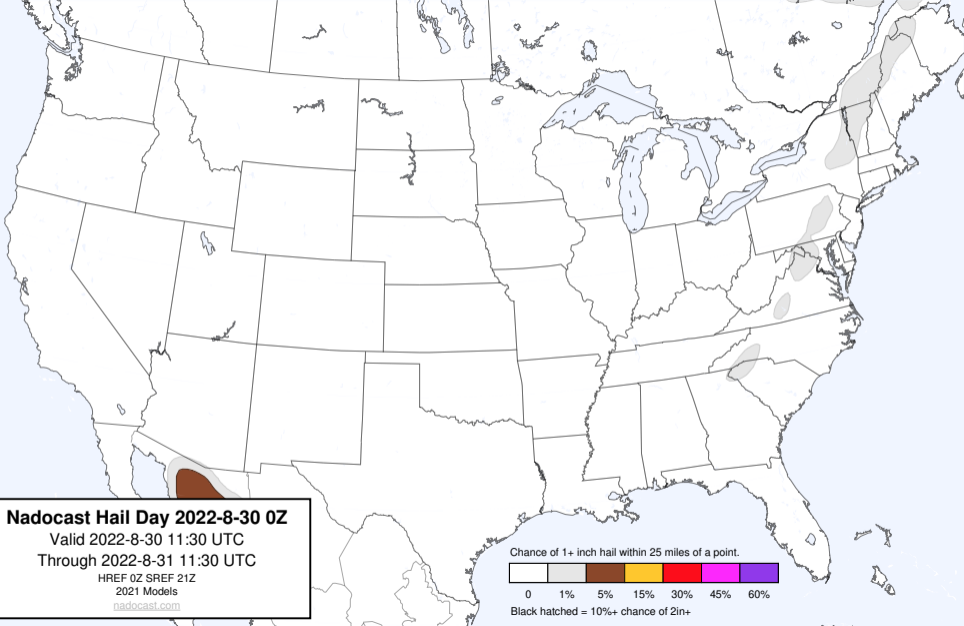 Nadocast Hail Day 2022-8-30 0Z
Valid 2022-8-30 11:30 UTC
Through 2022-8-31 11:30 UTC
HREF 0Z SREF 21Z
2021 Models
nadocast.com
Chance of 1+ inch hail within 25 miles of a point.
0 1% 5% 15% 30% 45% 60%
Black hatched = 10%+ chance of 2in+